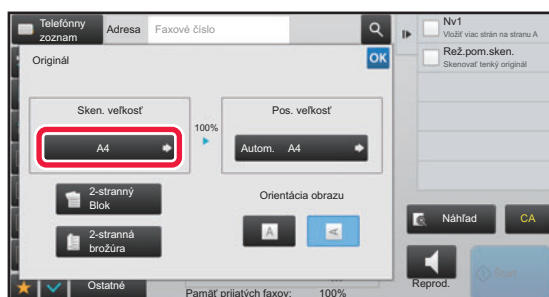 Telefónny
zoznam
Adresa
Faxové číslo
Nv1
Vložiť viac strán na stranu A
Rež.pom.sken.
Skenovať tenký originál
Originál
OK
Sken. veľkosť
100%
Pos. veľkosť
A4
Autom. A4
2-stranný
Blok
Orientácia obrazu
2-stranná
brožúra
A
A
Náhľad
CA
Ostatné
Pamäť prijatých faxov: 100%
Reprod.
Štart